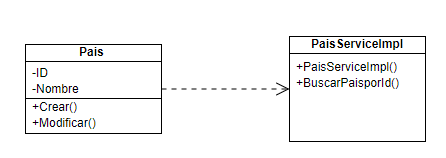 Pais
-ID
-Nombre
+Crear()
+Modificar()
PaisServiceImpl
+PaisServiceImpl()
+BuscarPaisporId()